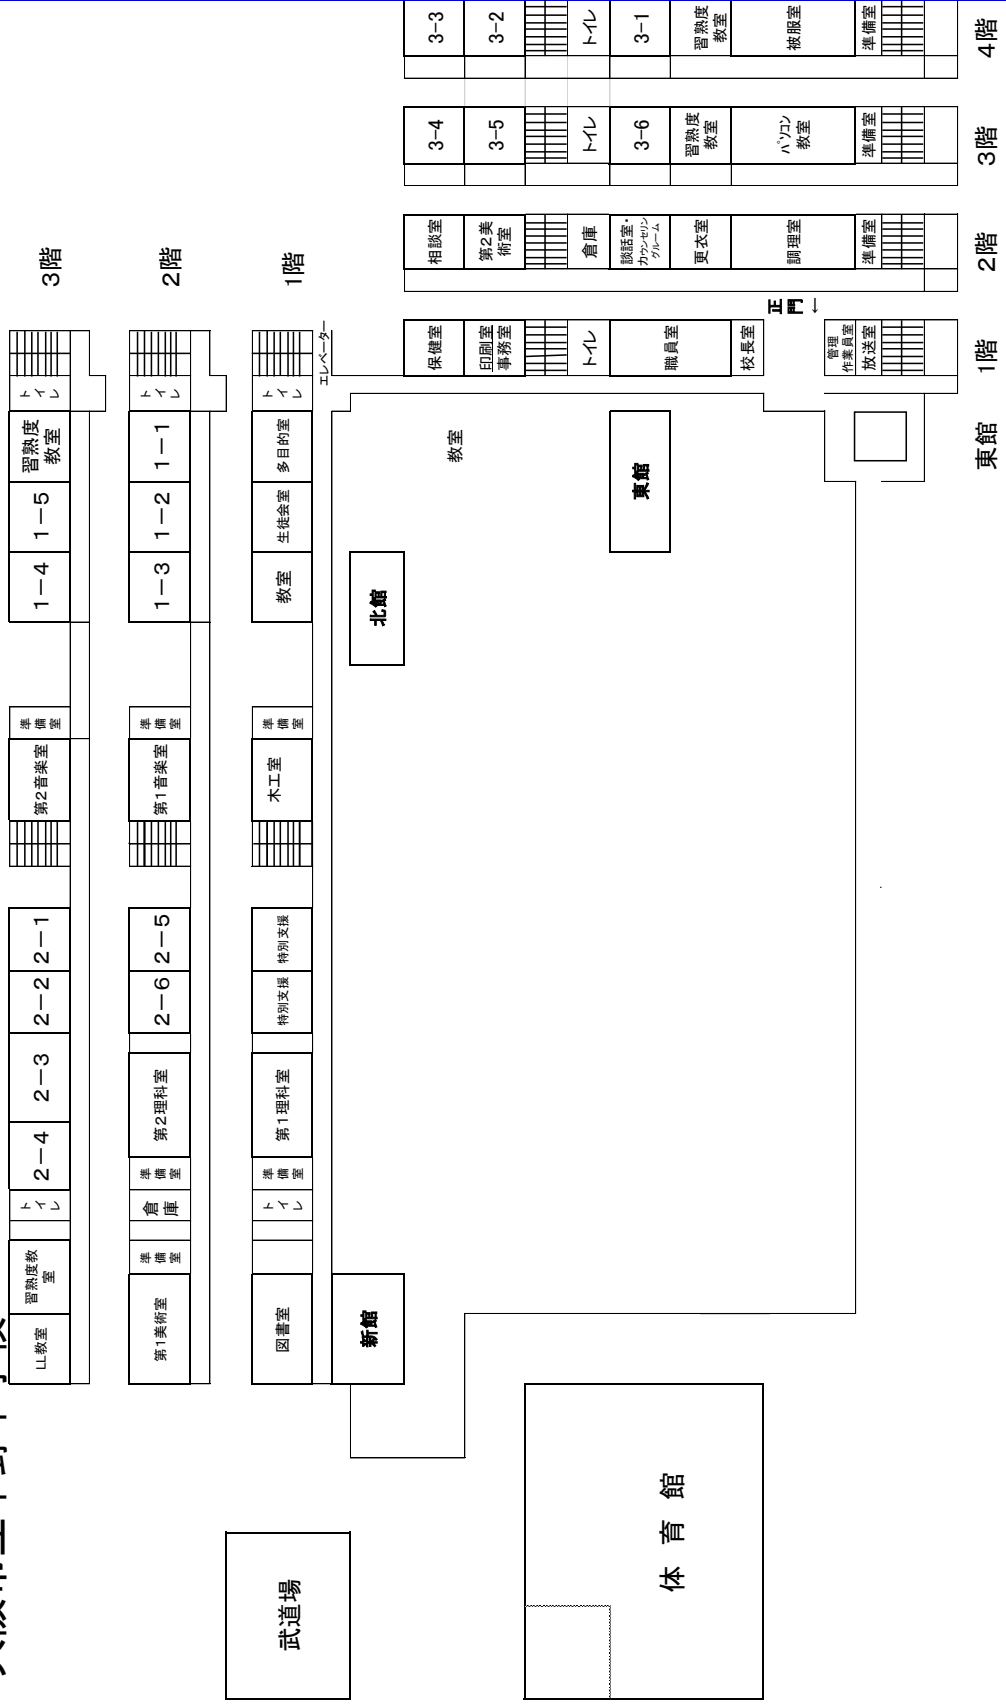 LL教室
習熟度教
室
トイレ
2－4
2－3
2－2
2－1
第2音楽室
準備室
1－4
1－5
習熟度
教室
トイレ
3階
第1美術室
準備室
倉庫
準備室
第2理科室
2－6
2－5
第1音楽室
準備室
1－3
1－2
1－1
トイレ
2階
図書室
トイレ
準備室
第1理科室
特別支援
特別支援
木工室
準備室
教室
生徒会室
多目的室
トイレ
1階
エレベーター
武道場
新館
北館
教室
東館
体育館
3-3
3-2
トイレ
3-1
習熟度
教室
被服室
準備室
4階
3-4
3-5
トイレ
3-6
習熟度
教室
パソコン
教室
準備室
3階
相談室
第2美
術室
倉庫
談話室・
カウンセリン
グルーム
更衣室
調理室
準備室
2階
正門
←
保健室
印刷室
事務室
トイレ
職員室
校長室
管理
作業員室
放送室
1階
東館